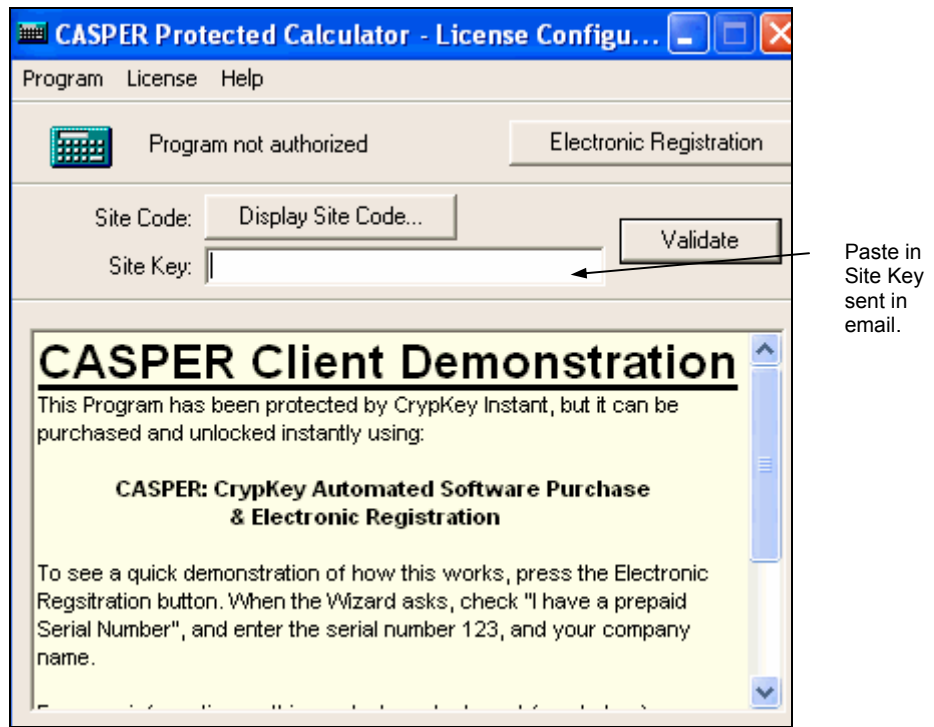 CASPER Protected Calculator - License Configu...
Program License Help
Program not authorized
Electronic Registration
Site Code:
Display Site Code...
Validate
Site Key:
Paste in
Site Key
sent in
email.
CASPER Client Demonstration
This Program has been protected by CrypKey Instant, but it can be
purchased and unlocked instantly using:
CASPER: CrypKey Automated Software Purchase
& Electronic Registration
To see a quick demonstration of how this works, press the Electronic
Regsitration button. When the Wizard asks, check "I have a prepaid
Serial Number", and enter the serial number 123, and your company
name.